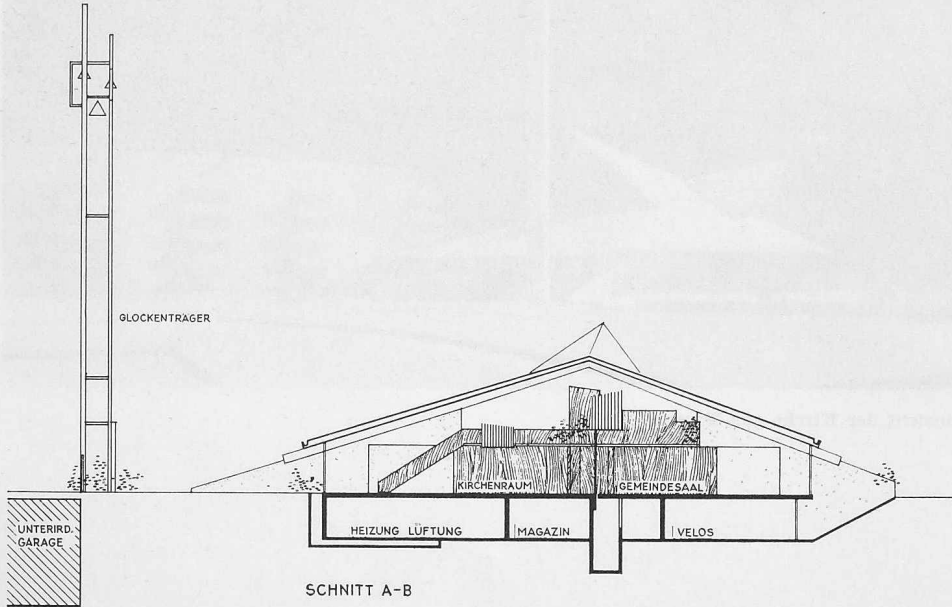 GLOCKENTRÄGER
KIRCHENRAUM
GEMEINDESAAL
UNTERIRD.
GARAGE
HEIZUNG LÜFTUNG
MAGAZIN
VELOS
SCHNITT A-B